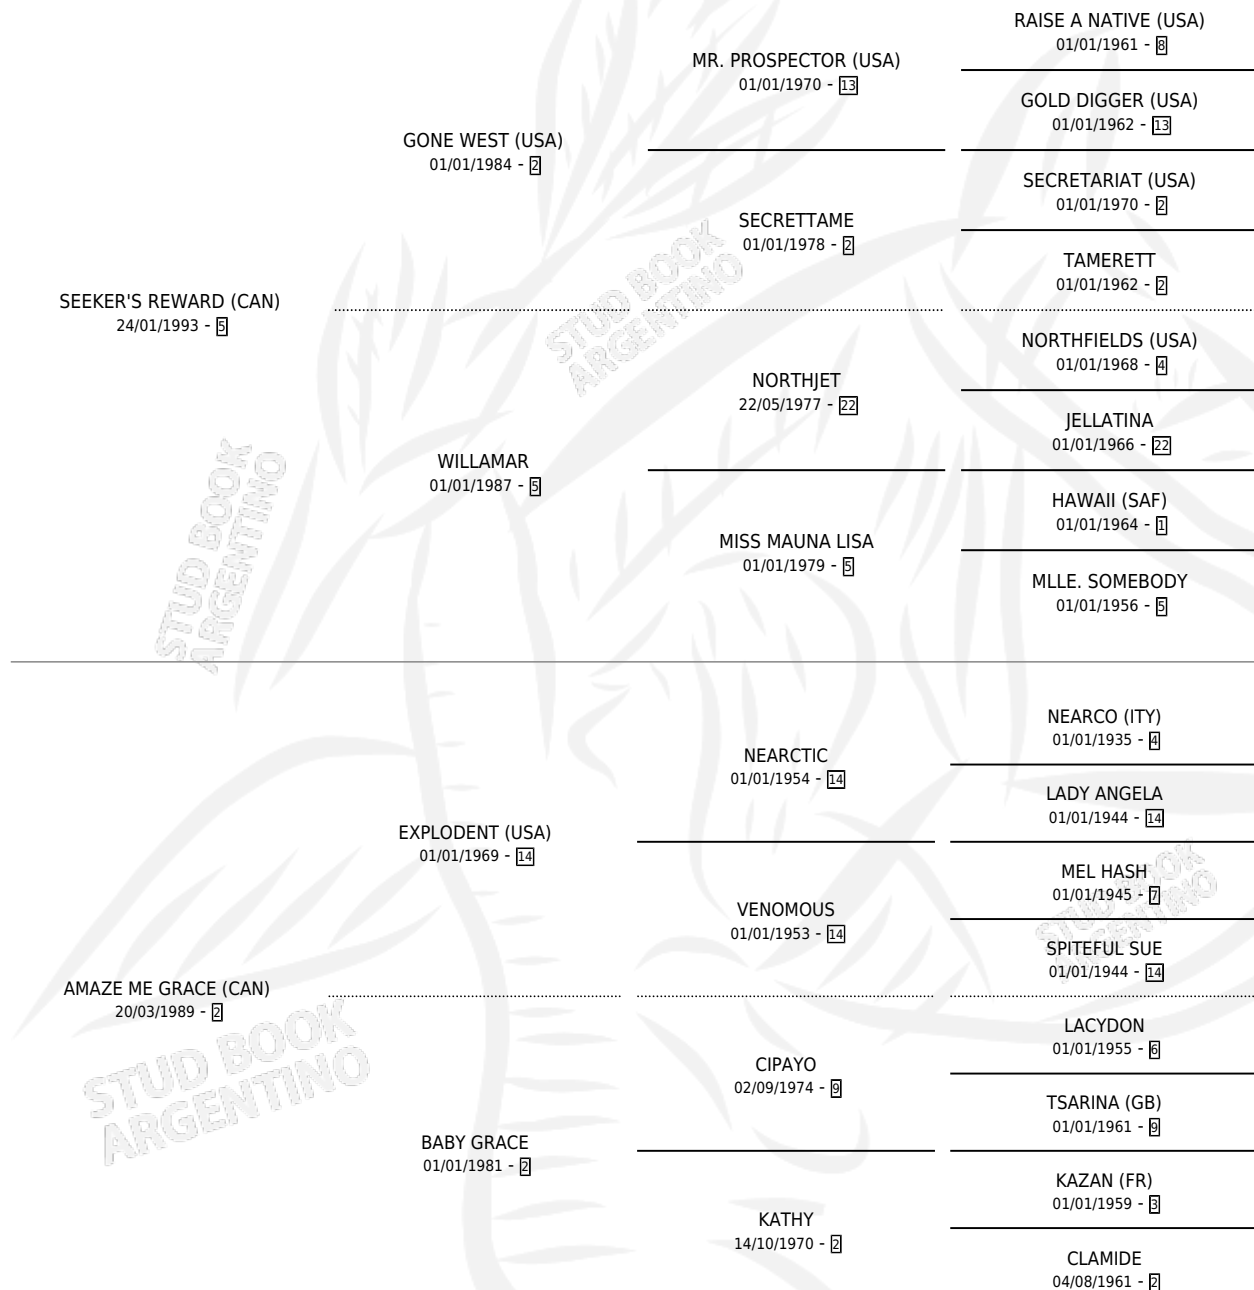 RAISE A NATIVE (USA)
01/01/1961 - 8
MR. PROSPECTOR (USA)
01/01/1970 - 13
GOLD DIGGER (USA)
01/01/1962 - 13
GONE WEST (USA)
01/01/1984 - 2
SECRETARIAT (USA)
01/01/1970 - 2
SECRETTAME
01/01/1978 - 2
TAMERETT
01/01/1962 - 2
SEEKER'S REWARD (CAN)
24/01/1993 - 5
NORTHFIELDS (USA)
01/01/1968 - 4
NORTHJET
22/05/1977 - 22
JELLATINA
01/01/1966 - 22
WILLAMAR
01/01/1987 - 5
HAWAII (SAF)
01/01/1964 - 1
MISS MAUNA LISA
01/01/1979 - 5
MLLE. SOMEBODY
01/01/1956 - 5
NEARCO (ITY)
01/01/1935 - 4
NEARCTIC
01/01/1954 - 14
LADY ANGELA
01/01/1944 - 14
EXPLODENT (USA)
01/01/1969 - 14
MEL HASH
01/01/1945 - 7
VENOMOUS
01/01/1953 - 14
SPITEFUL SUE
01/01/1944 - 14
AMAZE ME GRACE (CAN)
20/03/1989 - 2
LACYDON
01/01/1955 - 6
CIPAYO
02/09/1974 - 9
TSARINA (GB)
01/01/1961 - 9
BABY GRACE
01/01/1981 - 2
KAZAN (FR)
01/01/1959 - 3
KATHY
14/10/1970 - 2
CLAMIDE
04/08/1961 - 2
STUD BOOK
ARGENTINO
STUD BOOK
ARGENTINO
STUD BOOK
ARGENTINO
STUD BOOK
ARGENTINO